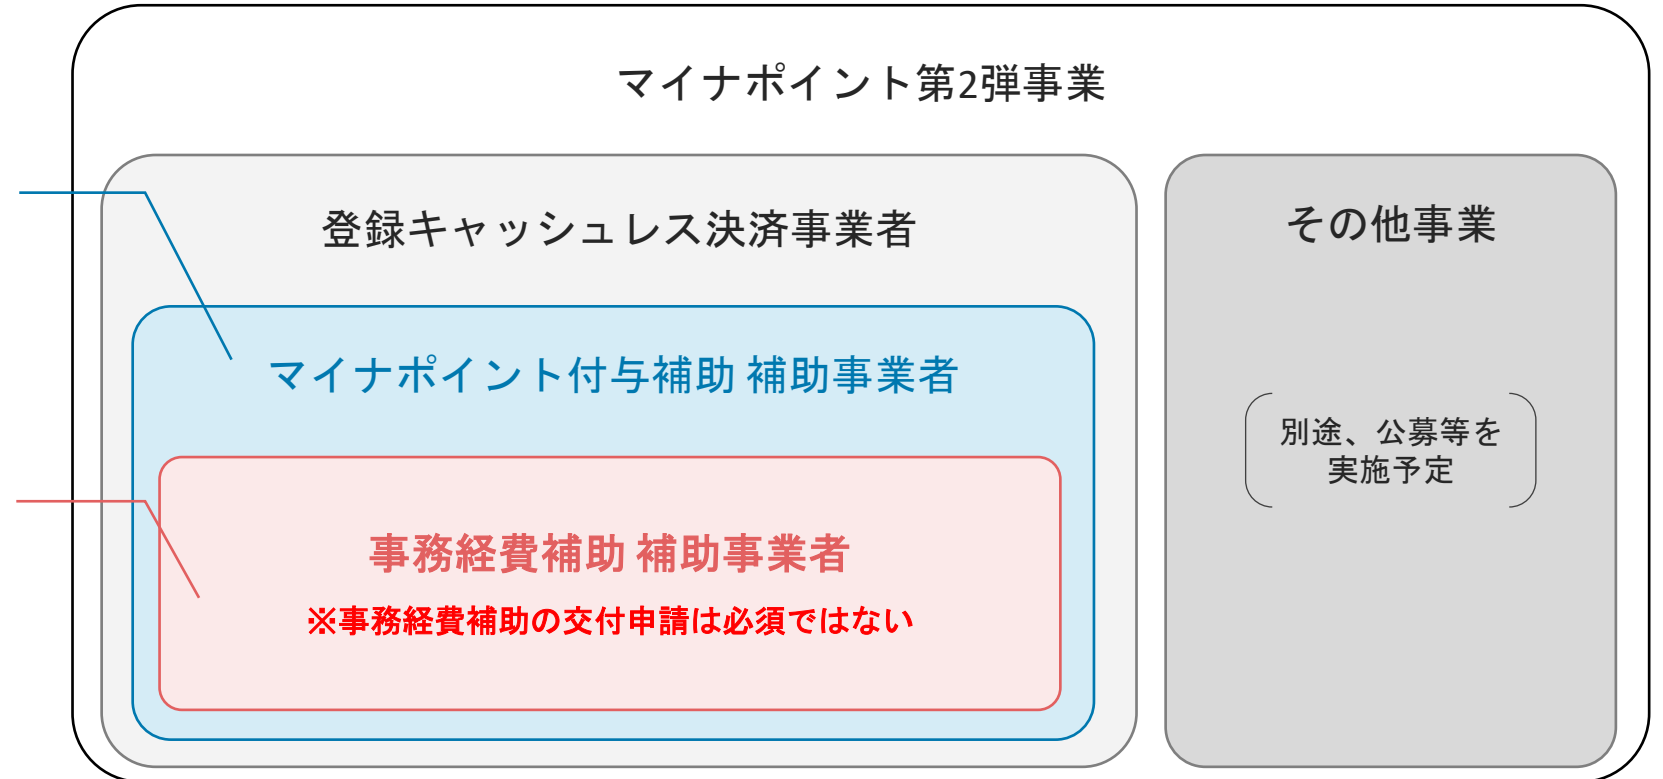 マイナポイント第2弾事業
登録キャッシュレス決済事業者
マイナポイント付与補助 補助事業者
事務経費補助 補助事業者
※事務経費補助の交付申請は必須ではない
その他事業
別途、公募等を
実施予定